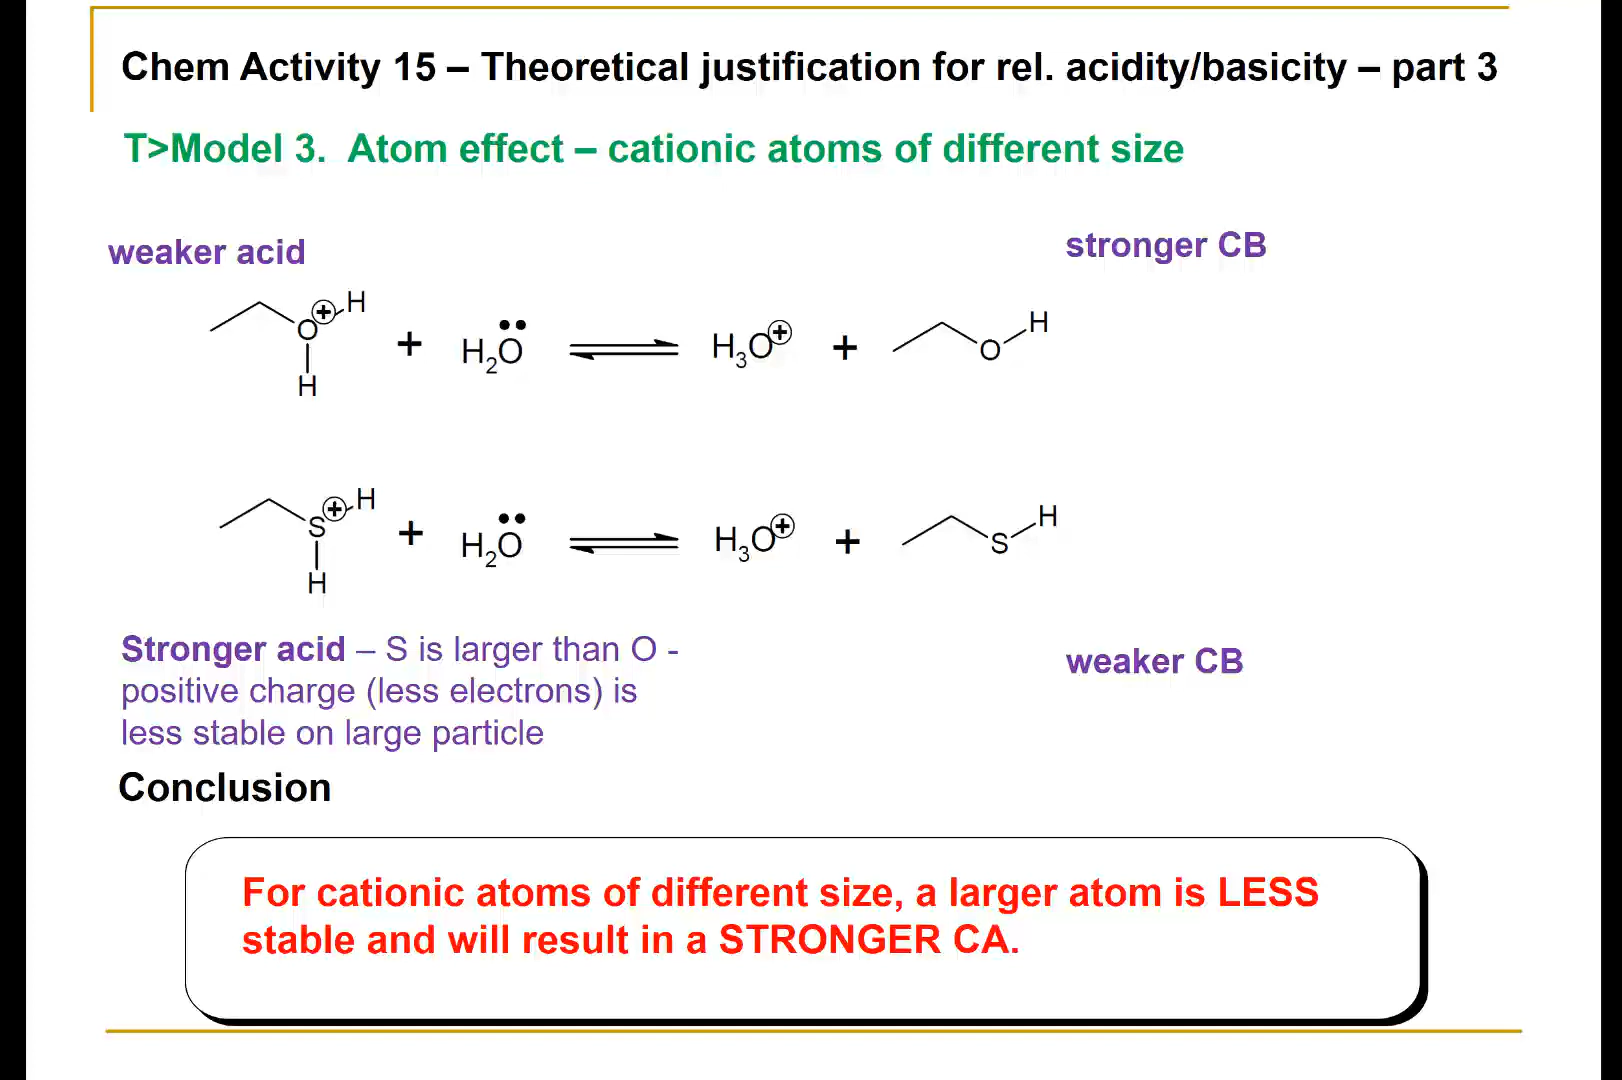 Chem Activity 15 – Theoretical justification for rel. acidity/basicity – part 3
T>Model 3. Atom effect – cationic atoms of different size
weaker acid
stronger CB
O⊕H H + H₂O ⇌ H₃O⊕ + O H
S⊕H H + H₂O ⇌ H₃O⊕ + S H
Stronger acid – S is larger than O -
positive charge (less electrons) is
less stable on large particle
weaker CB
Conclusion
For cationic atoms of different size, a larger atom is LESS
stable and will result in a STRONGER CA.